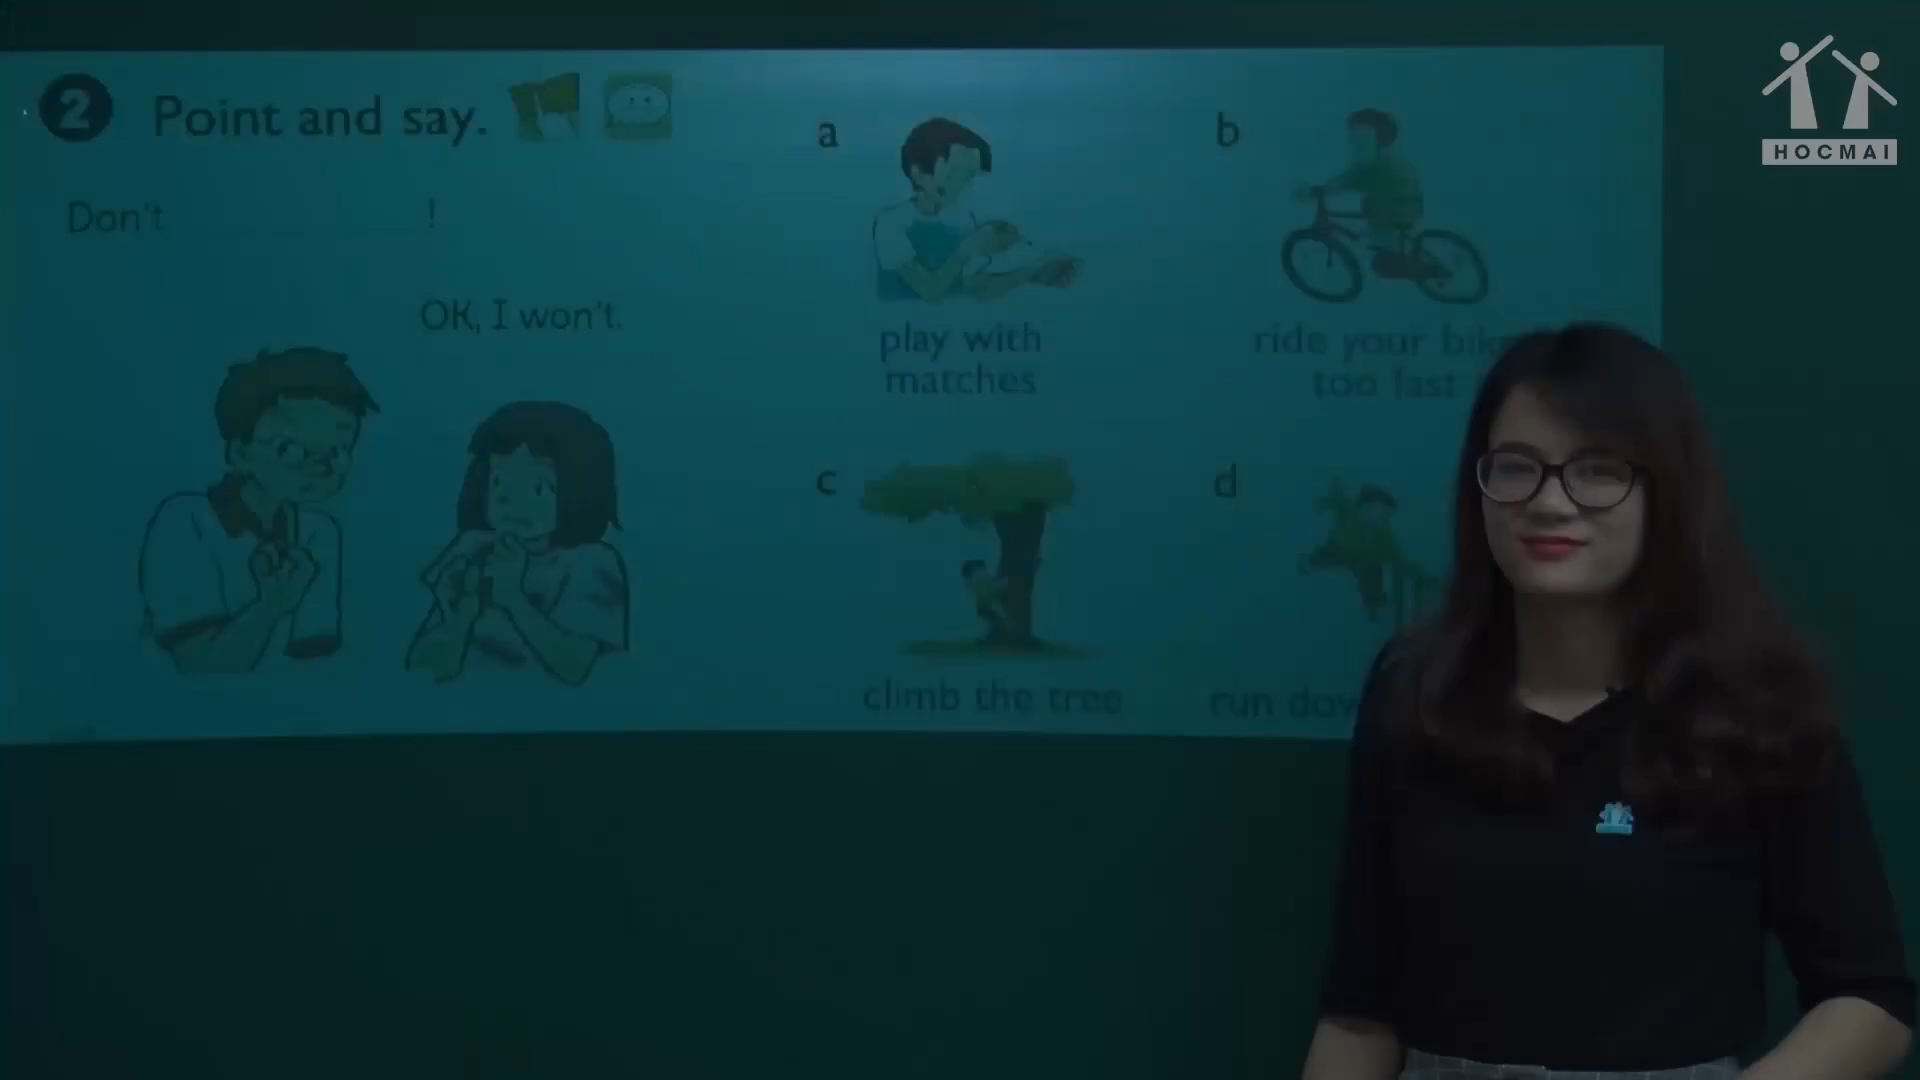 2 Point and say.
Don't !
OK, I won't.
a
play with
matches
b
ride your
too fast
c
climb the tree
d
run
HOCMAI